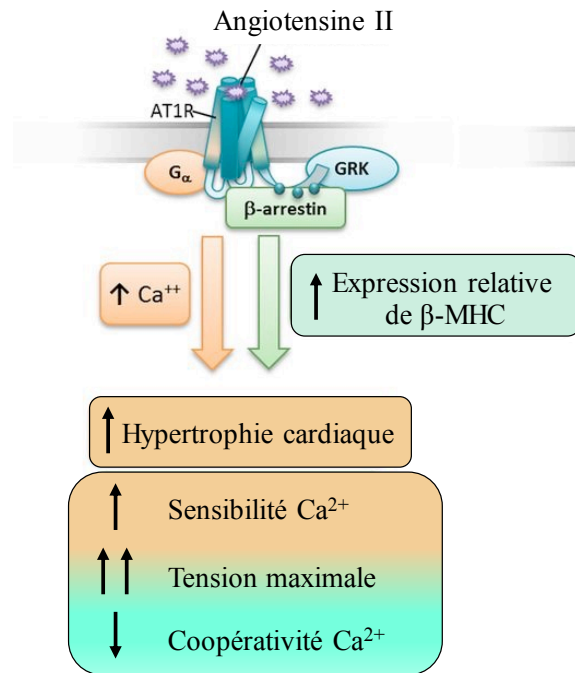 Angiotensine II
AT1R
Gα
GRK
β-arrestin
↑ Ca⁺⁺
Expression relative
de β-MHC
Hypertrophie cardiaque
Sensibilité Ca²⁺
Tension maximale
Coopérativité Ca²⁺